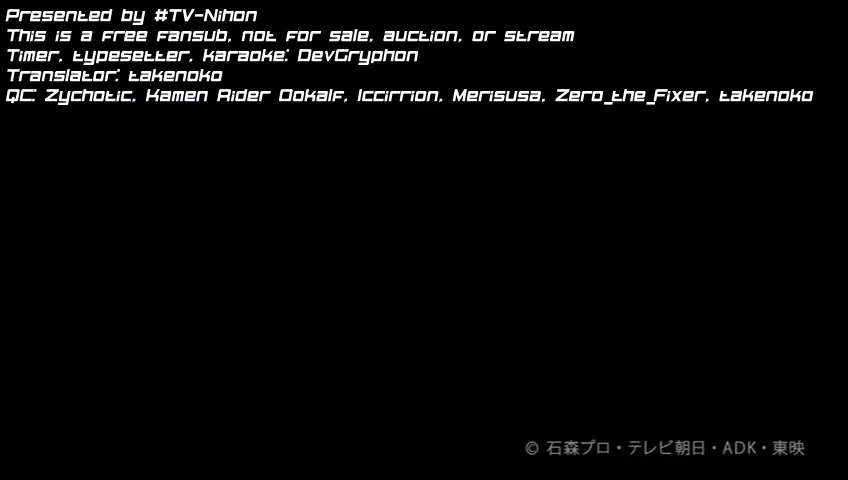 Presented by #TV-Nihon
This is a free fansub, not for sale, auction, or stream
Timer, typesetter, karaoke: DevGryphon
Translator: takenoko
QC: Zychotic, Kamen Rider Ookalf, Iccirrion, Merisusa, Zero_the_Fixer, takenoko
© 石森プロ・テレビ朝日・ADK・東映